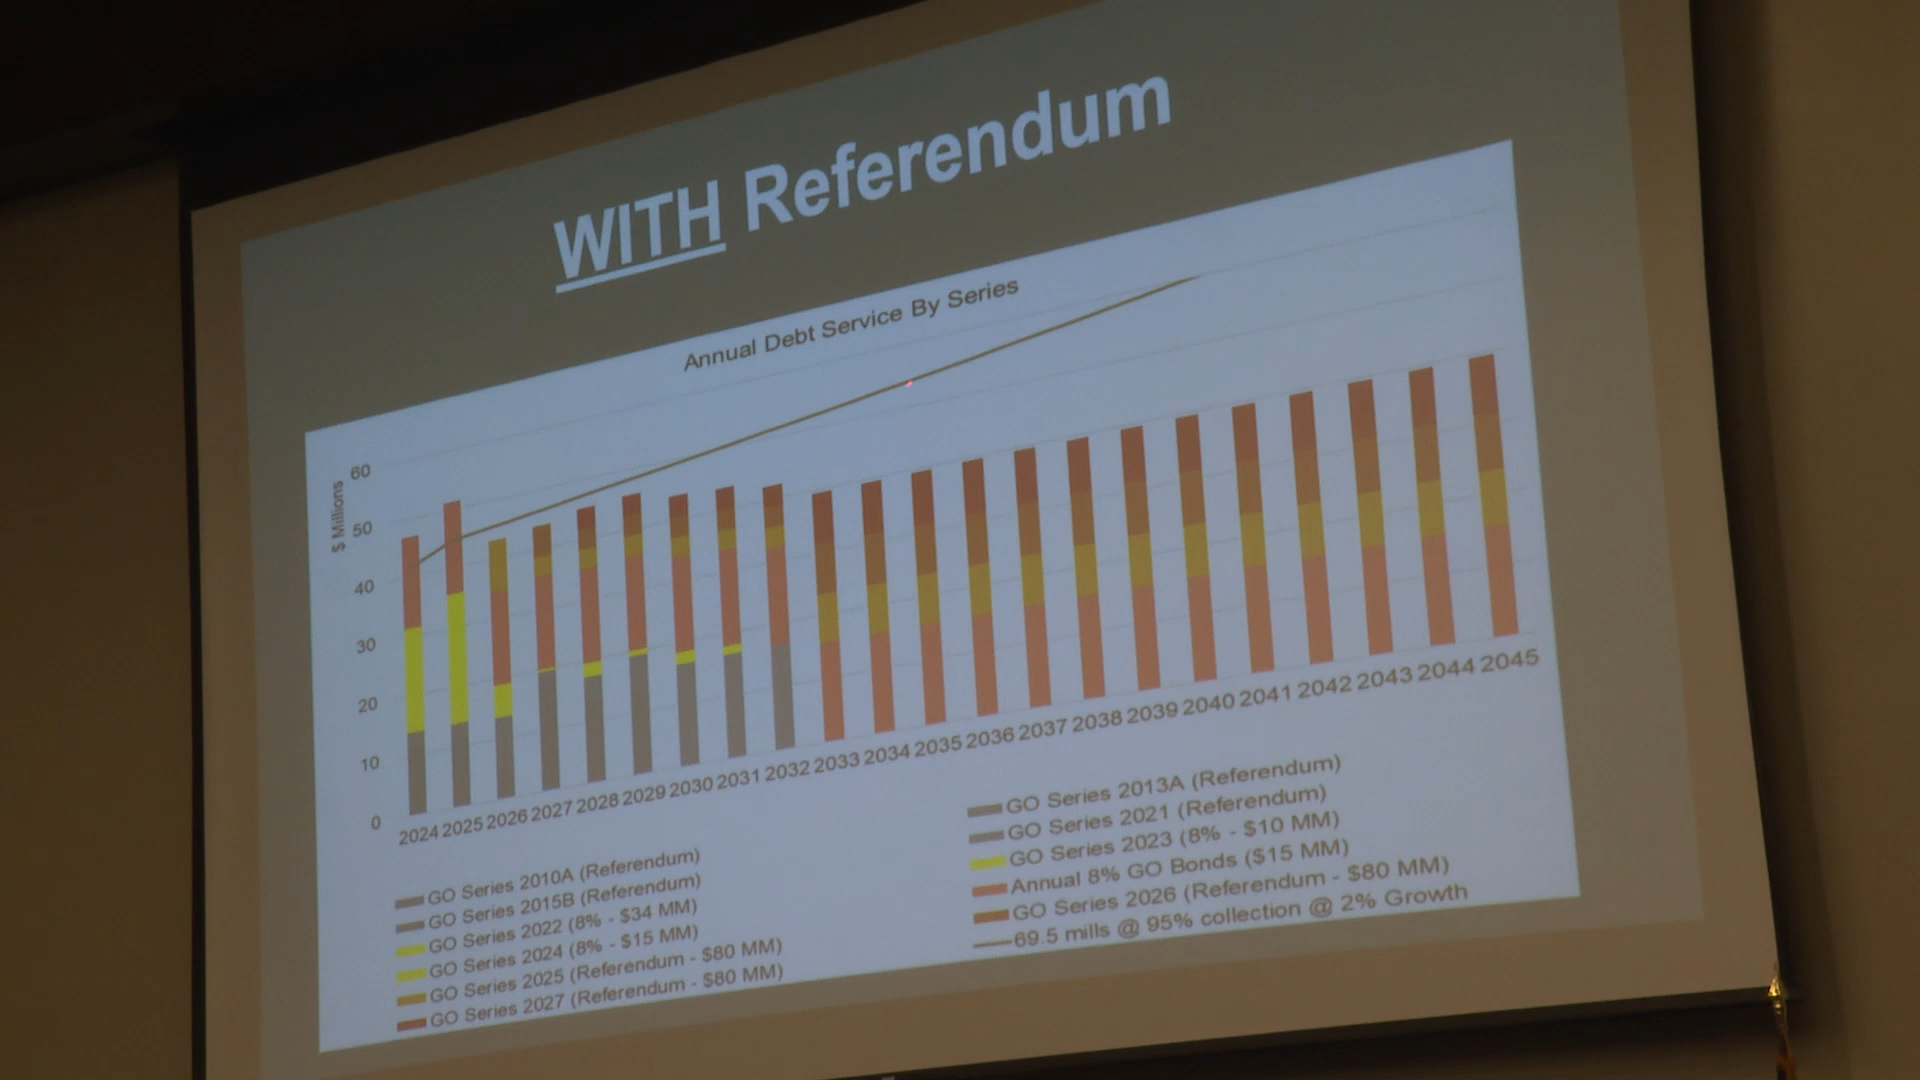 WITH Referendum
Annual Debt Service By Series
$ Millions
60
50
40
30
20
10
0
2024 2025 2026 2027 2028 2029 2030 2031 2032 2033 2034 2035 2036 2037 2038 2039 2040 2041 2042 2043 2044 2045
GO Series 2010A (Referendum)
GO Series 2015B (Referendum)
GO Series 2022 (8% - $34 MM)
GO Series 2024 (8% - $15 MM)
GO Series 2025 (Referendum - $80 MM)
GO Series 2027 (Referendum - $80 MM)
GO Series 2013A (Referendum)
GO Series 2021 (Referendum)
GO Series 2023 (8% - $10 MM)
Annual 8% GO Bonds ($15 MM)
GO Series 2026 (Referendum - $80 MM)
69.5 mills @ 95% collection @ 2% Growth